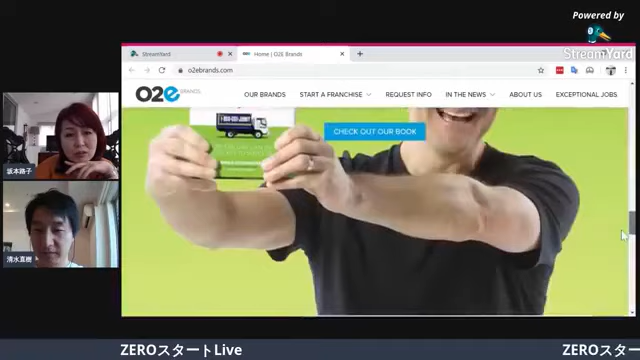 Powered by
StreamYard
StreamYard
Home | O2E Brands
o2ebrands.com
O2e BRANDS
OUR BRANDS
START A FRANCHISE
REQUEST INFO
IN THE NEWS
ABOUT US
EXCEPTIONAL JOBS
CHECK OUT OUR BOOK
坂本路子
清水直樹
ZEROスタートLive
ZEROスター